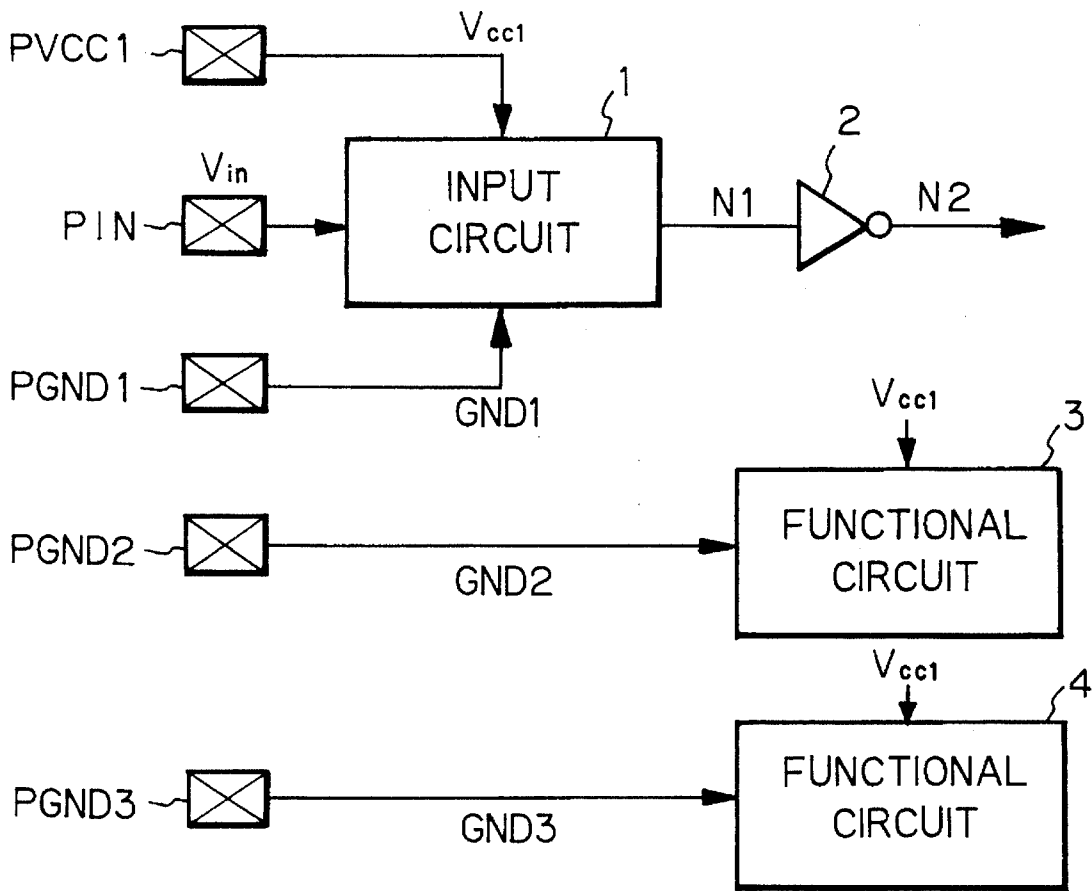 PVCC1
Vcc1
1
2
Vin
INPUT
CIRCUIT
N1
N2
PIN
PGND1
GND1
Vcc1
3
PGND2
FUNCTIONAL
CIRCUIT
GND2
Vcc1
4
PGND3
FUNCTIONAL
CIRCUIT
GND3